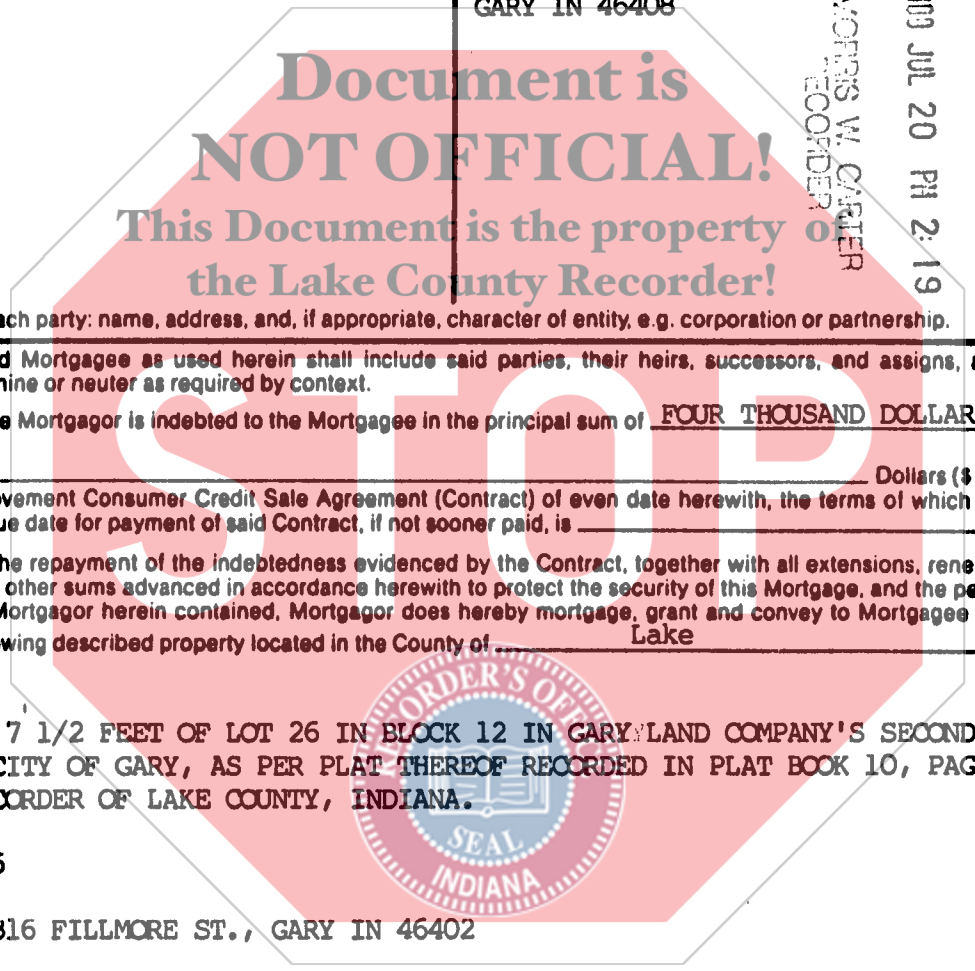 GARY IN 46408
JUL 20 PM 2:19
MORRIS W. CARTER
RECORDER
Document is
NOT OFFICIAL!
This Document is the property of
the Lake County Recorder!
ach party: name, address, and, if appropriate, character of entity, e.g. corporation or partnership.
d Mortgagee as used herein shall include said parties, their heirs, successors, and assigns, a
nine or neuter as required by context.
e Mortgagor is indebted to the Mortgagee in the principal sum of FOUR THOUSAND DOLLAR
Dollars ($
ovement Consumer Credit Sale Agreement (Contract) of even date herewith, the terms of which
ue date for payment of said Contract, if not sooner paid, is
STOP
he repayment of the indebtedness evidenced by the Contract, together with all extensions, rene
other sums advanced in accordance herewith to protect the security of this Mortgage, and the pe
Mortgagor herein contained, Mortgagor does hereby mortgage, grant and convey to Mortgagee
wing described property located in the County of Lake
RECORDER'S OFFICE
7 1/2 FEET OF LOT 26 IN BLOCK 12 IN GARY LAND COMPANY'S SECOND
CITY OF GARY, AS PER PLAT THEREOF RECORDED IN PLAT BOOK 10, PAG
CORDER OF LAKE COUNTY, INDIANA.
SEAL
INDIANA
6
816 FILLMORE ST., GARY IN 46402